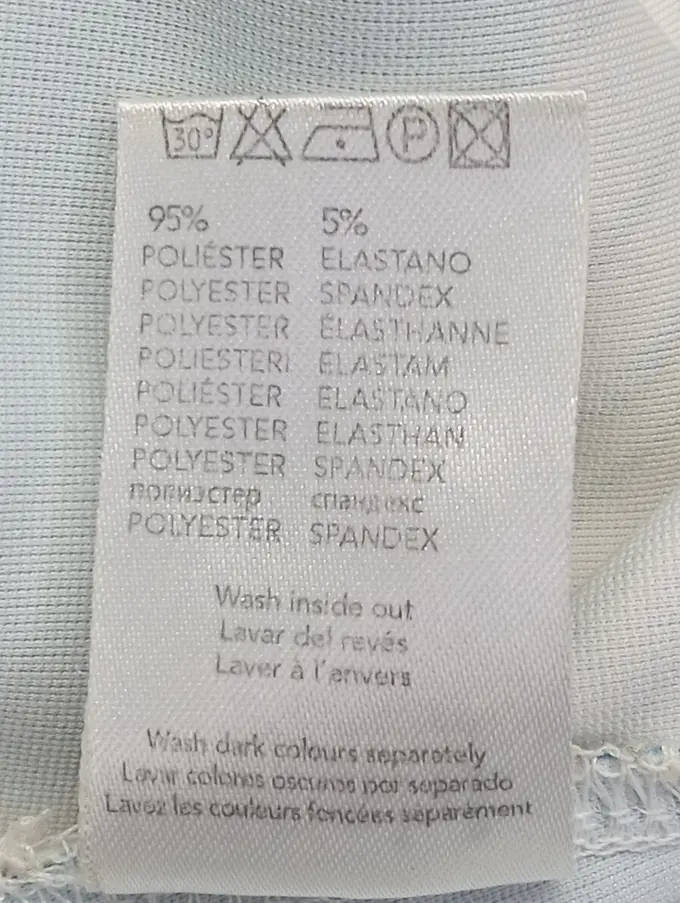 30° P
95% 5%
POLIÉSTER ELASTANO
POLYESTER SPANDEX
POLYESTER ÉLASTHANNE
POLIESTERI ELASTAM
POLIÉSTER ELASTANO
POLYESTER ELASTHAN
POLYESTER SPANDEX
полиэстер спандекс
POLYESTER SPANDEX
Wash inside out
Lavar del revés
Laver à l'envers
Wash dark colours separately
Lavar colores oscuros por separado
Lavez les couleurs foncées séparément